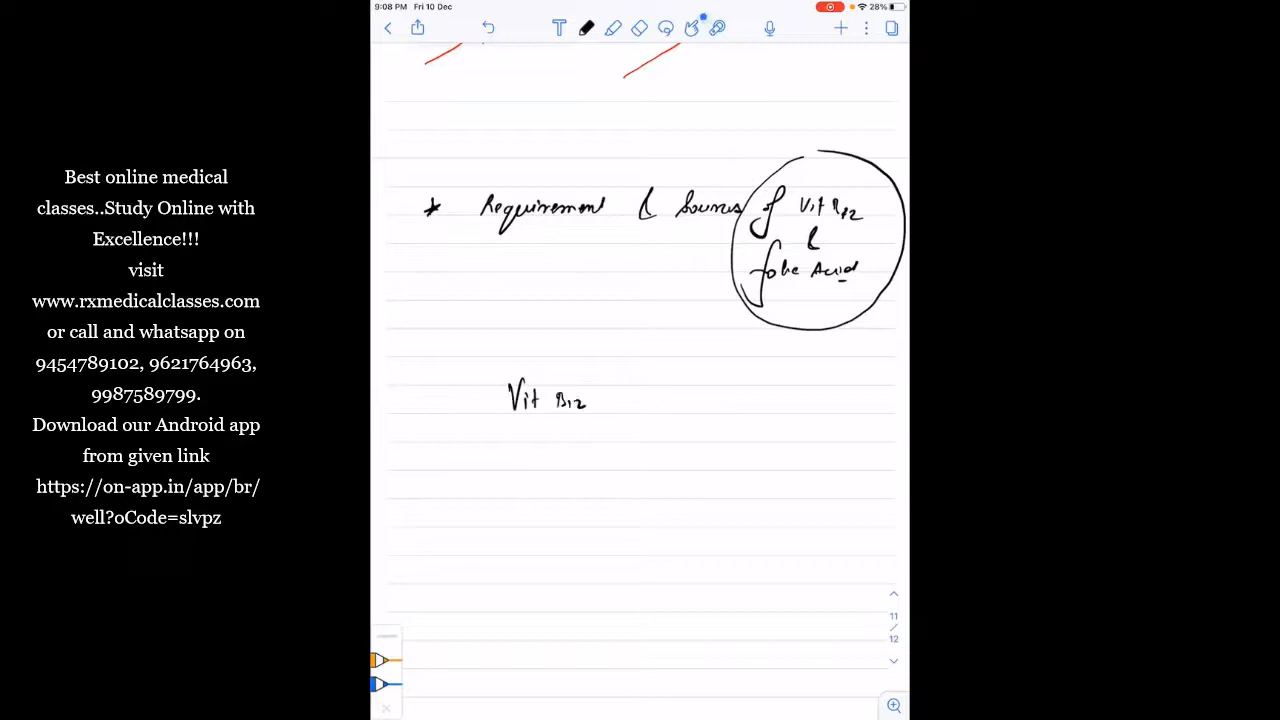 9:08 PM Fri 10 Dec
28%
Best online medical
classes..Study Online with
Excellence!!!
visit
www.rxmedicalclasses.com
or call and whatsapp on
9454789102, 9621764963,
9987589799.
Download our Android app
from given link
https://on-app.in/app/br/
well?oCode=slvpz
* Requirement & Sources of Vit B12
&
folic Acid
Vit B12
11
/
12